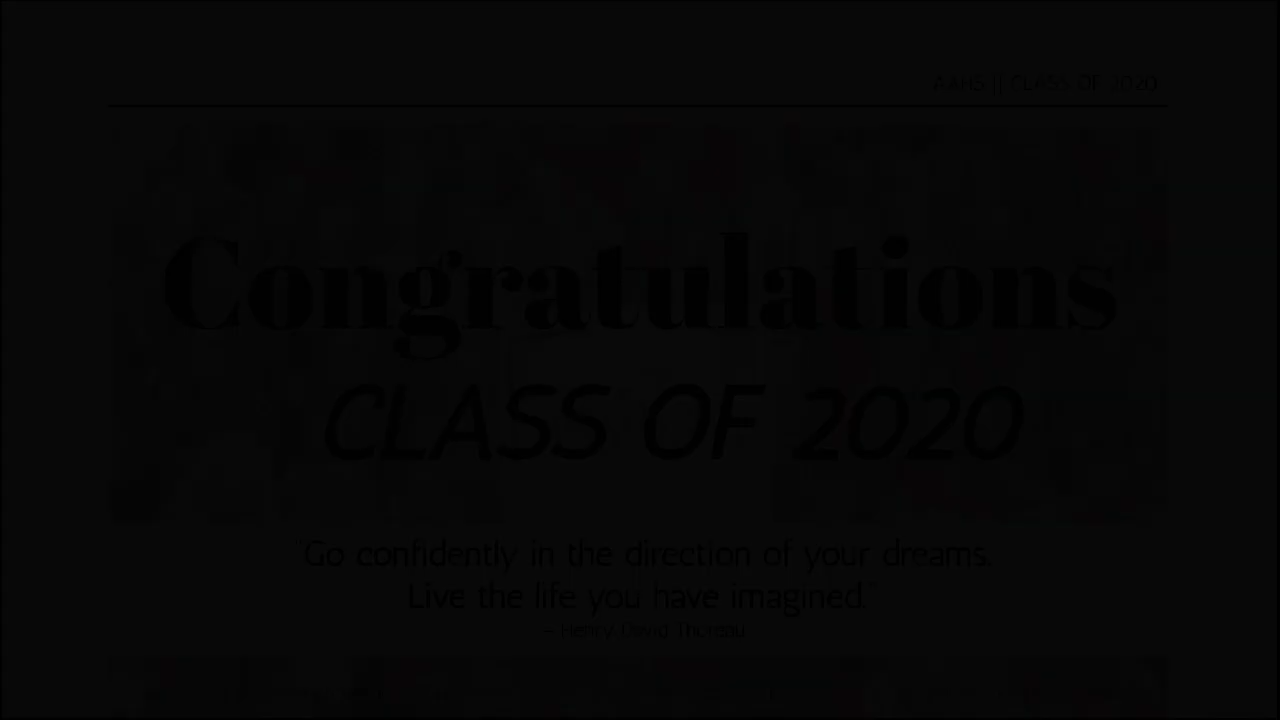 AAHS || CLASS OF 2020
Congratulations
CLASS OF 2020
"Go confidently in the direction of your dreams.
Live the life you have imagined."
- Henry David Thoreau